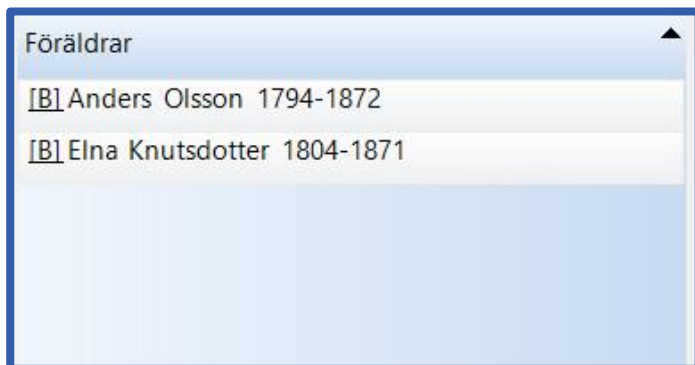 Föräldrar
[B] Anders Olsson 1794-1872
[B] Elna Knutsdotter 1804-1871